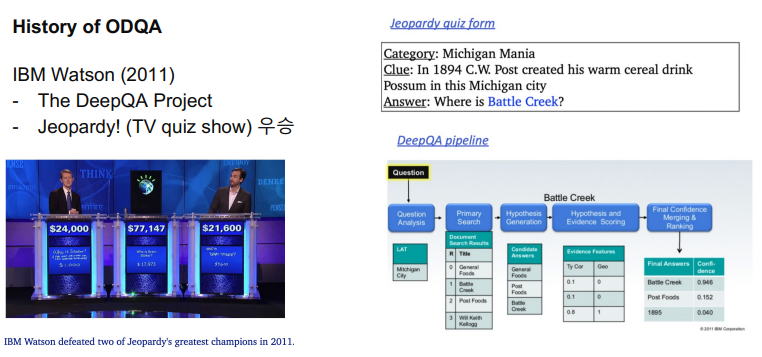 History of ODQA
IBM Watson (2011)
- The DeepQA Project
- Jeopardy! (TV quiz show) 우승
THINK
$24,000
$77,147
$21,600
$17,973
IBM Watson defeated two of Jeopardy's greatest champions in 2011.
Jeopardy quiz form
Category: Michigan Mania
Clue: In 1894 C.W. Post created his warm cereal drink
Possum in this Michigan city
Answer: Where is Battle Creek?
DeepQA pipeline
Question
Battle Creek
Question Analysis
Primary Search
Hypothesis Generation
Hypothesis and Evidence Scoring
Final Confidence Merging & Ranking
LAT
Michigan City
Document Search Results
R Title
0 General Foods
1 Battle Creek
2 Post Foods
3 Will Keith Kellogg
Candidate Answers
General Foods
Post Foods
Battle Creek
Evidence Features
Ty Cor Geo
0.1 0
0.1 0
0.8 1
Final Answers Confi-dence
Battle Creek 0.946
Post Foods 0.152
1895 0.040
© 2011 IBM Corporation